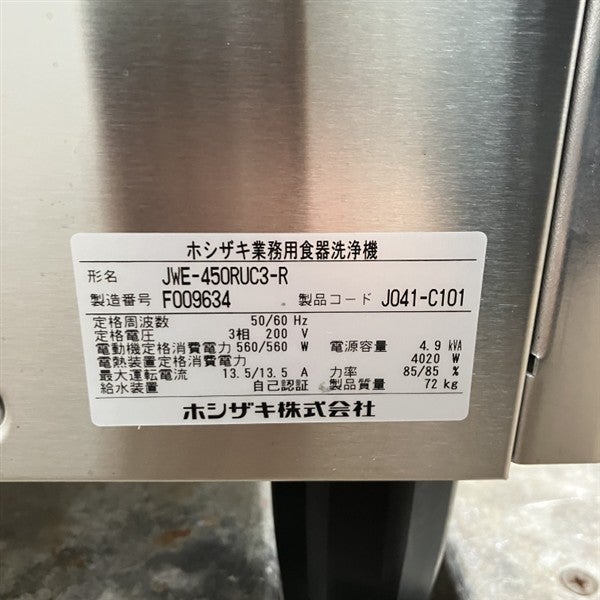 ホシザキ業務用食器洗浄機
形名 JWE-450RUC3-R
製造番号 F009634 製品コード J041-C101
定格周波数 50/60 Hz
定格電圧 3相 200 V
電動機定格消費電力 560/560 W 電源容量 4.9 kVA
電熱装置定格消費電力 4020 W
最大運転電流 13.5/13.5 A 力率 85/85 %
給水装置 自己認証 製品質量 72 kg
ホシザキ株式会社